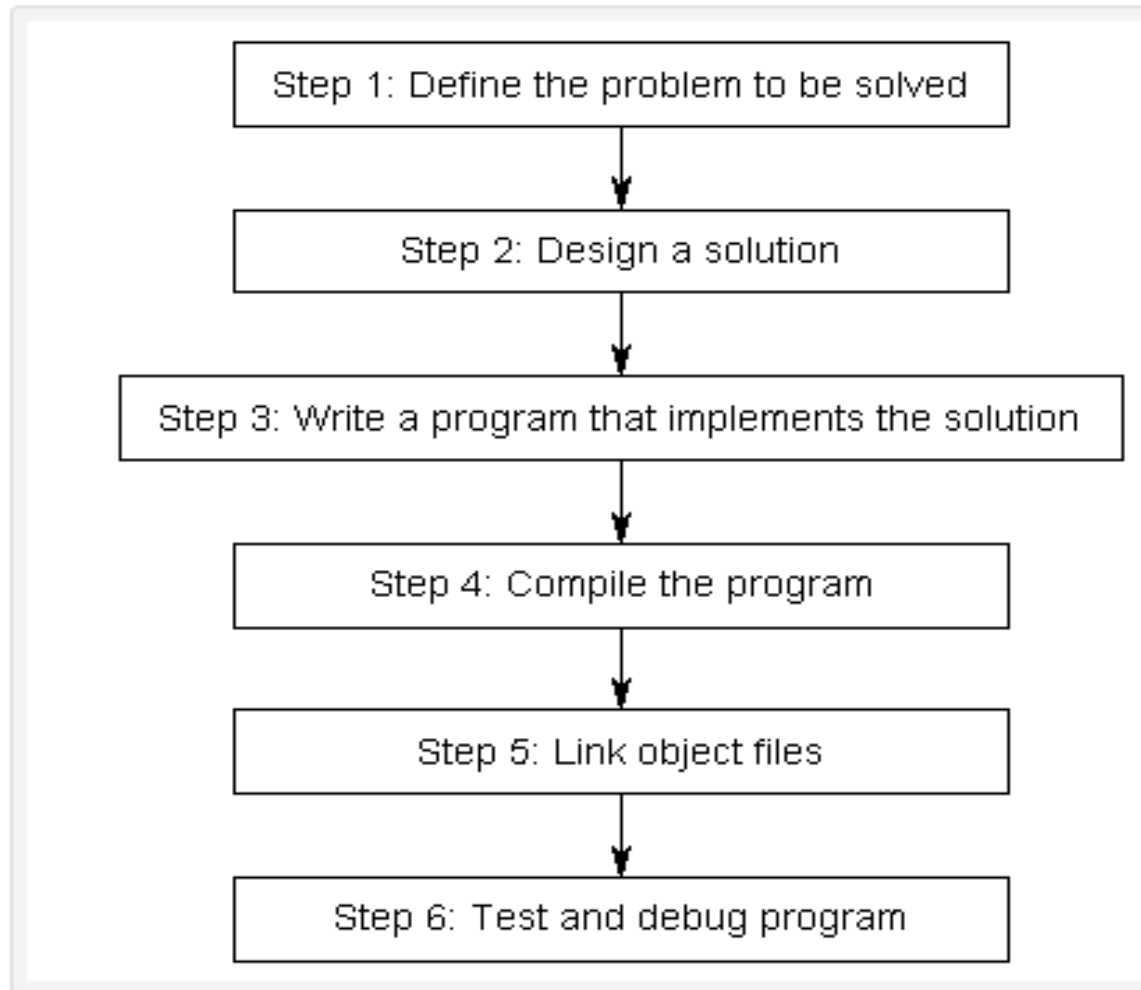 Step 1: Define the problem to be solved
Step 2: Design a solution
Step 3: Write a program that implements the solution
Step 4: Compile the program
Step 5: Link object files
Step 6: Test and debug program